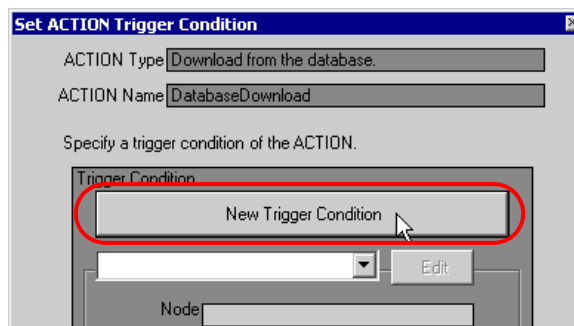 Set ACTION Trigger Condition
ACTION Type Download from the database.
ACTION Name DatabaseDownload
Specify a trigger condition of the ACTION.
Trigger Condition
New Trigger Condition
Edit
Node